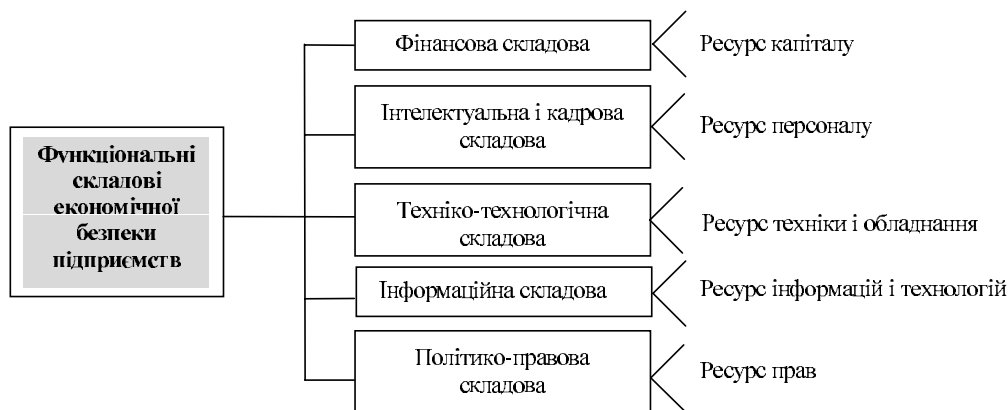 Функціональні
складові
економічної
безпеки
підприємств
Фінансова складова
Ресурс капіталу
Інтелектуальна і кадрова
складова
Ресурс персоналу
Техніко-технологічна
складова
Ресурс техніки і обладнання
Інформаційна складова
Ресурс інформацій і технологій
Політико-правова
складова
Ресурс прав